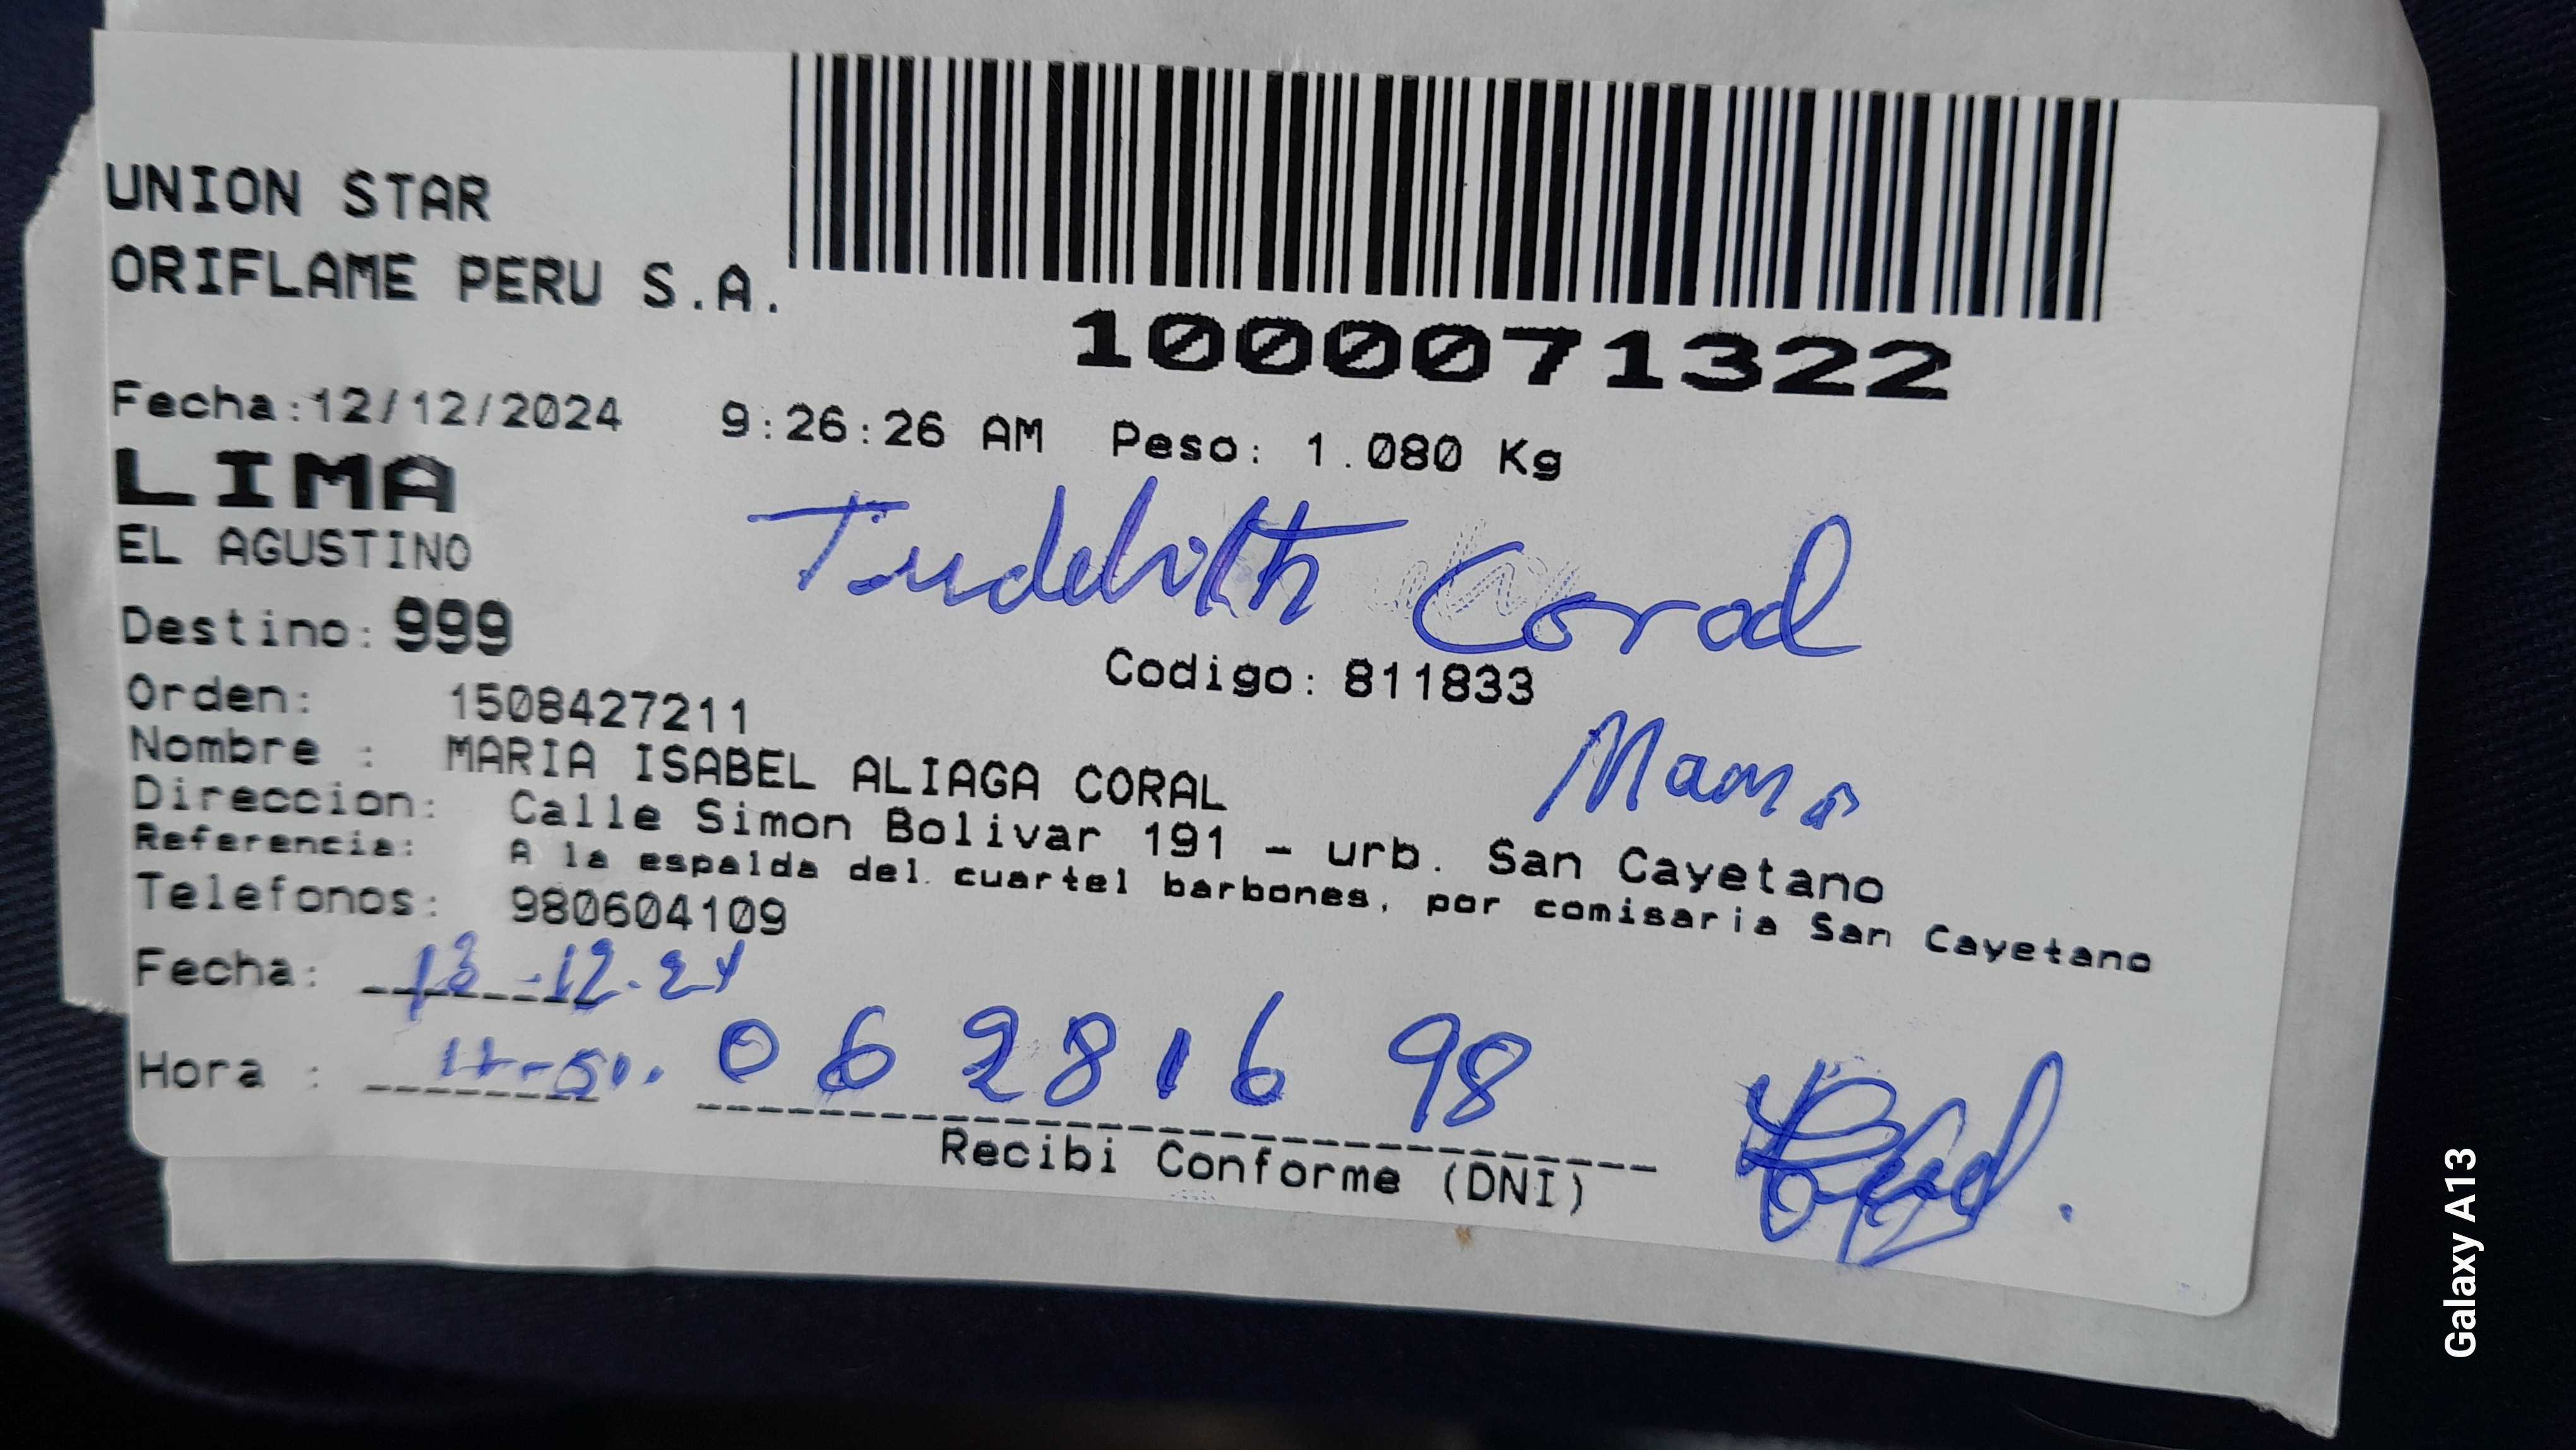 UNION STAR
ORIFLAME PERU S.A.
1000071322
Fecha:12/12/2024 9:26:26 AM Peso: 1.080 Kg
LIMA
EL AGUSTINO
Coral
Destino: 999
Codigo: 811833
Orden: 1508427211
Nombre : MARIA ISABEL ALIAGA CORAL
Mama
Direccion: Calle Simon Bolivar 191 - urb. San Cayetano
Referencia: A la espalda del cuartel barbones, por comisaria San Cayetano
Telefonos: 980604109
Fecha: 13-12-24
Hora : 06281698
Recibi Conforme (DNI)
Galaxy A13